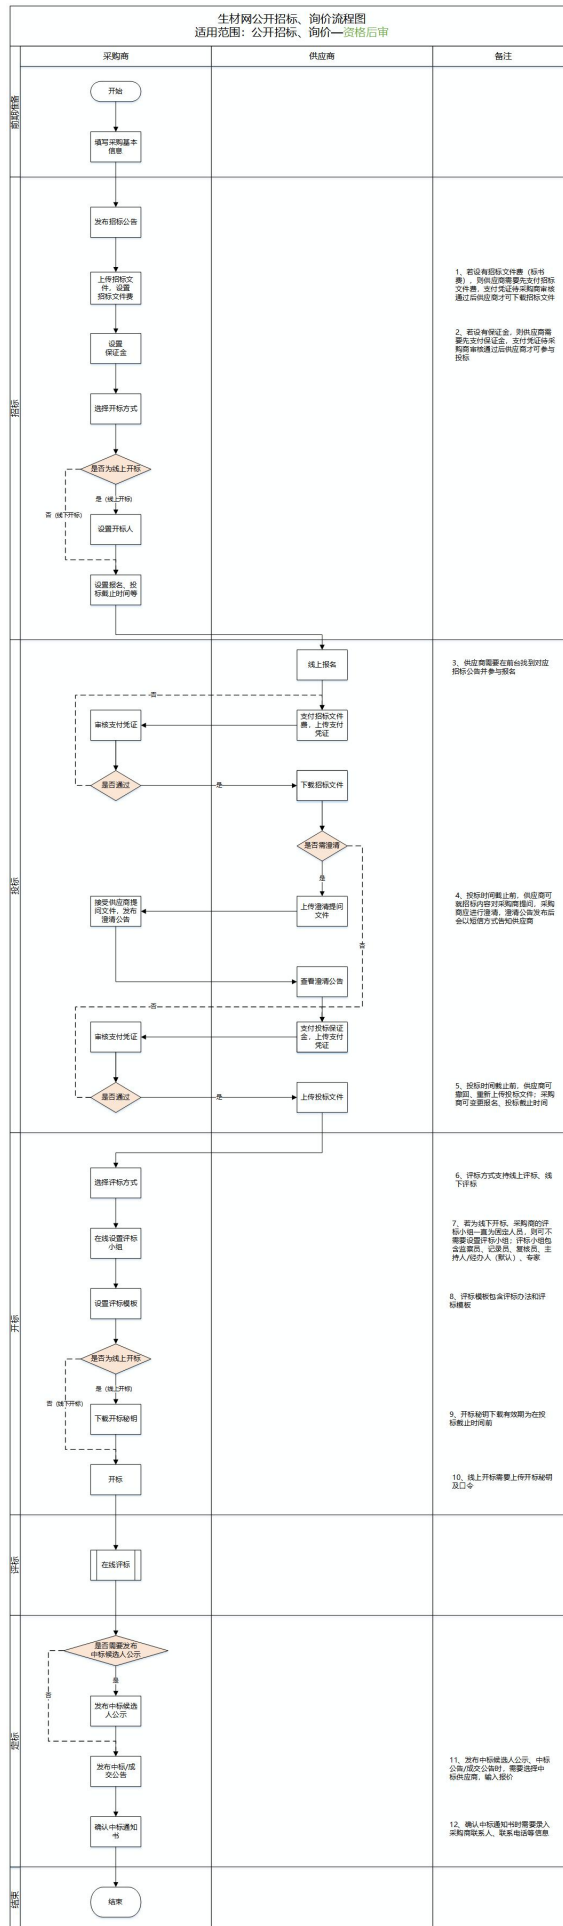 生材网公开招标、询价流程图
适用范围：公开招标、询价—资格后审
采购商
供应商
备注
前期准备
开始
填写采购基本
信息
招标
发布招标公告
上传招标文
件，设置
招标文件费
1、若设有招标文件费（标书
费），则供应商需要先支付招标
文件费，支付凭证待采购商审核
通过后供应商才可下载招标文件
设置
保证金
2、若设有保证金，则供应商需
要先支付保证金，支付凭证待采
购商审核通过后供应商才可参与
投标
选择开标方式
是否为线上开标
是（线上开标）
否（线下开标）
设置开标人
设置报名、投
标截止时间等
投标
线上报名
3、供应商需要在前台找到对应
招标公告并参与报名
否
审核支付凭证
支付招标文件
费，上传支付
凭证
是否通过
是
下载招标文件
是否需澄清
是
接受供应商提
问文件，发布
澄清公告
上传澄清提问
文件
4、投标时间截止前，供应商可
就招标内容对采购商提问，采购
商应进行澄清，澄清公告发布后
会以短信方式告知供应商
否
查看澄清公告
否
审核支付凭证
支付投标保证
金，上传支付
凭证
是否通过
是
上传投标文件
5、投标时间截止前，供应商可
撤回、重新上传投标文件；采购
商可变更报名、投标截止时间
开标
选择评标方式
6、评标方式支持线上评标、线
下评标
在线设置评标
小组
7、若为线下开标，采购商的评
标小组一直为固定人员，则可不
需要设置评标小组；评标小组包
含监察员、记录员、复核员、主
持人/经办人（默认）、专家
设置评标模板
8、评标模板包含评标办法和评
标模板
是否为线上开标
是（线上开标）
否（线下开标）
下载开标秘钥
9、开标秘钥下载有效期为在投
标截止时间前
开标
10、线上开标需要上传开标秘钥
及口令
评标
在线评标
定标
是否需要发布
中标候选人公示
是
否
发布中标候选
人公示
发布中标/成
交公告
11、发布中标候选人公示、中标
公告/成交公告时，需要选择中
标供应商，输入报价
确认中标通知
书
12、确认中标通知书时需要录入
采购商联系人、联系电话等信息
结束
结束